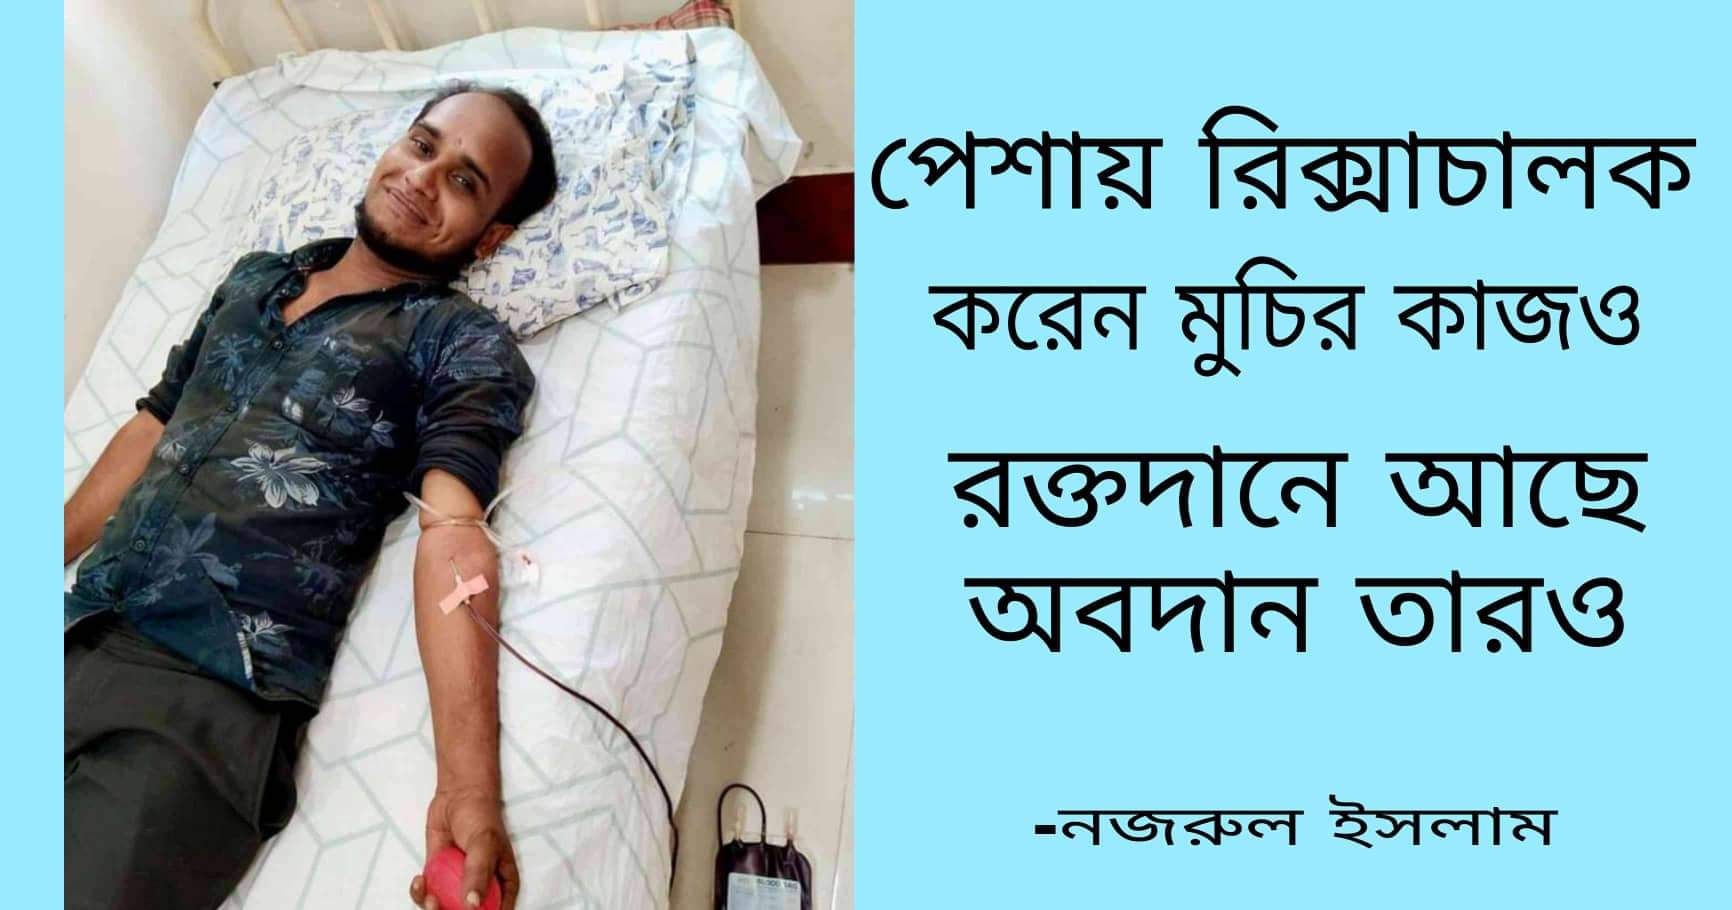 পেশায় রিক্সাচালক
করেন মুচির কাজও
রক্তদানে আছে
অবদান তারও
-নজরুল ইসলাম